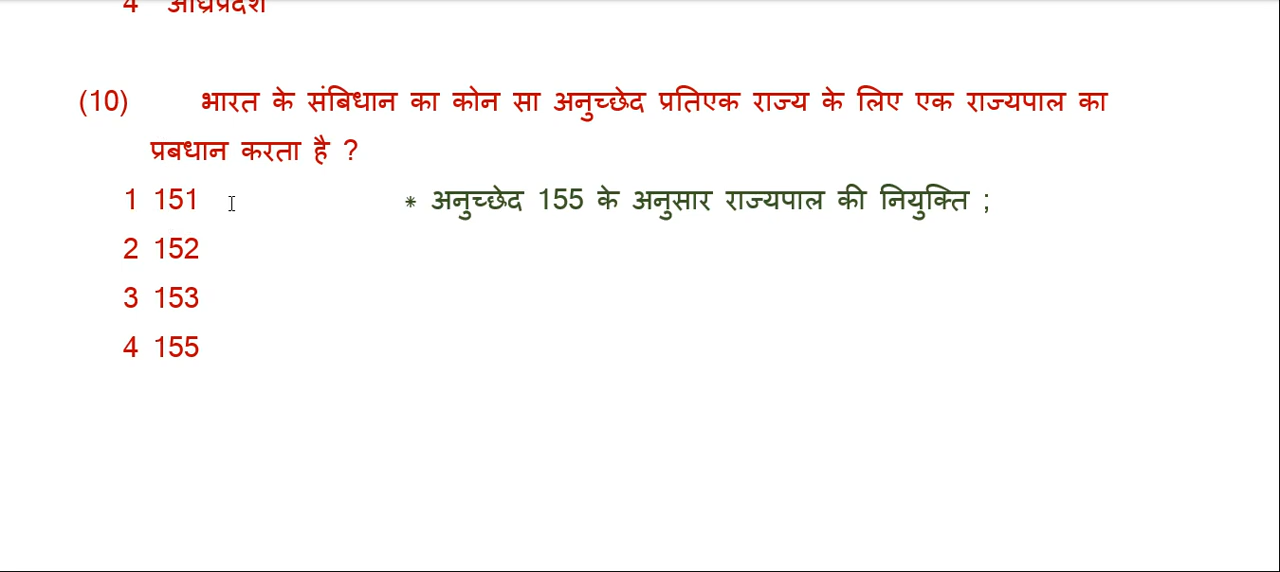 4 आंध्रप्रदेश
(10) भारत के संबिधान का कोन सा अनुच्छेद प्रतिएक राज्य के लिए एक राज्यपाल का
प्रबधान करता है ?
1 151 * अनुच्छेद 155 के अनुसार राज्यपाल की नियुक्ति ;
2 152
3 153
4 155